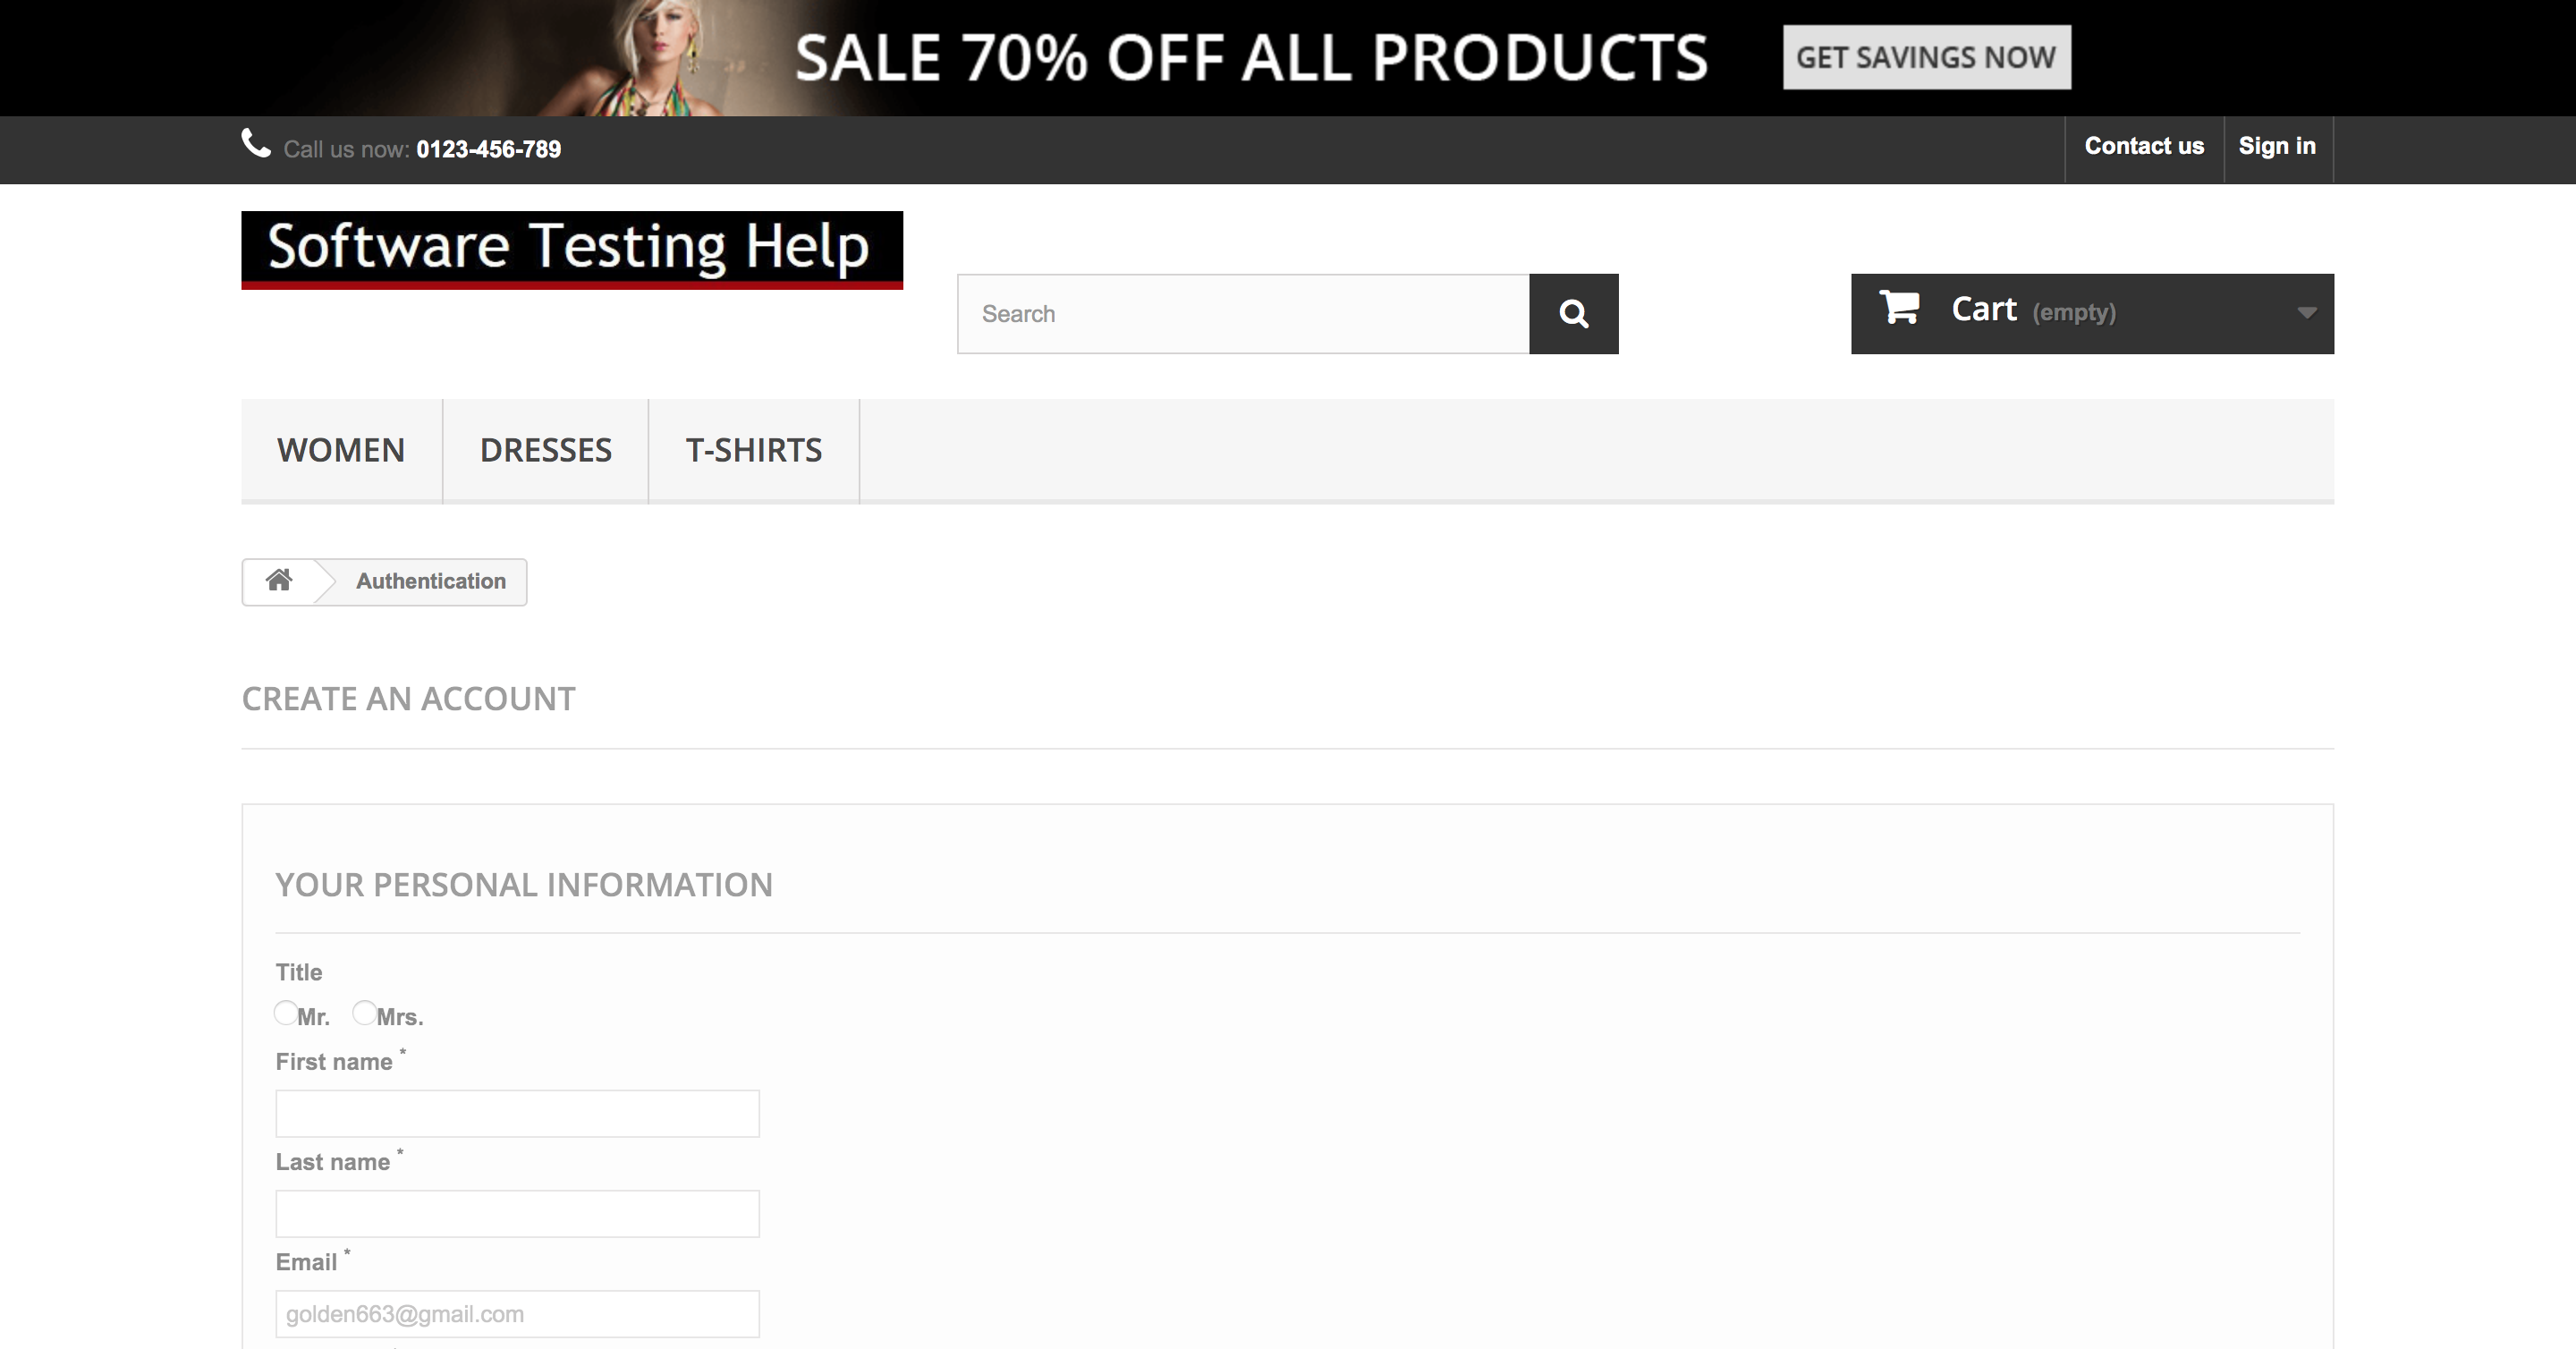 SALE 70% OFF ALL PRODUCTS
GET SAVINGS NOW
Call us now: 0123-456-789
Contact us
Sign in
Software Testing Help
Search
Cart (empty)
WOMEN
DRESSES
T-SHIRTS
Authentication
CREATE AN ACCOUNT
YOUR PERSONAL INFORMATION
Title
Mr.
Mrs.
First name *
Last name *
Email *
golden663@gmail.com